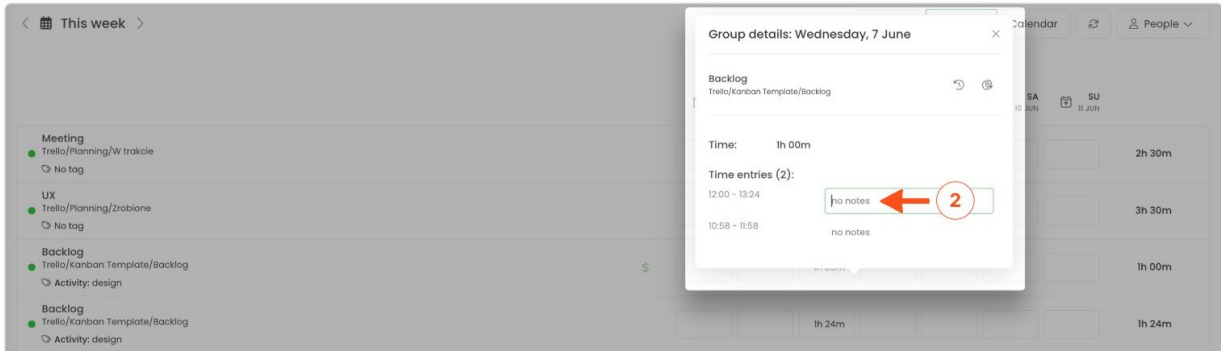 This week
Calendar
People
Group details: Wednesday, 7 June
Backlog
Trello/Kanban Template/Backlog
Time: 1h 00m
Time entries (2):
12:00 - 13:24 no notes 2
10:58 - 11:58 no notes
SA
10 JUN
SU
11 JUN
Meeting
Trello/Planning/W trakcie
No tag
2h 30m
UX
Trello/Planning/Zrobione
No tag
3h 30m
Backlog
Trello/Kanban Template/Backlog
Activity: design
$
1h 00m
Backlog
Trello/Kanban Template/Backlog
Activity: design
1h 24m
1h 24m